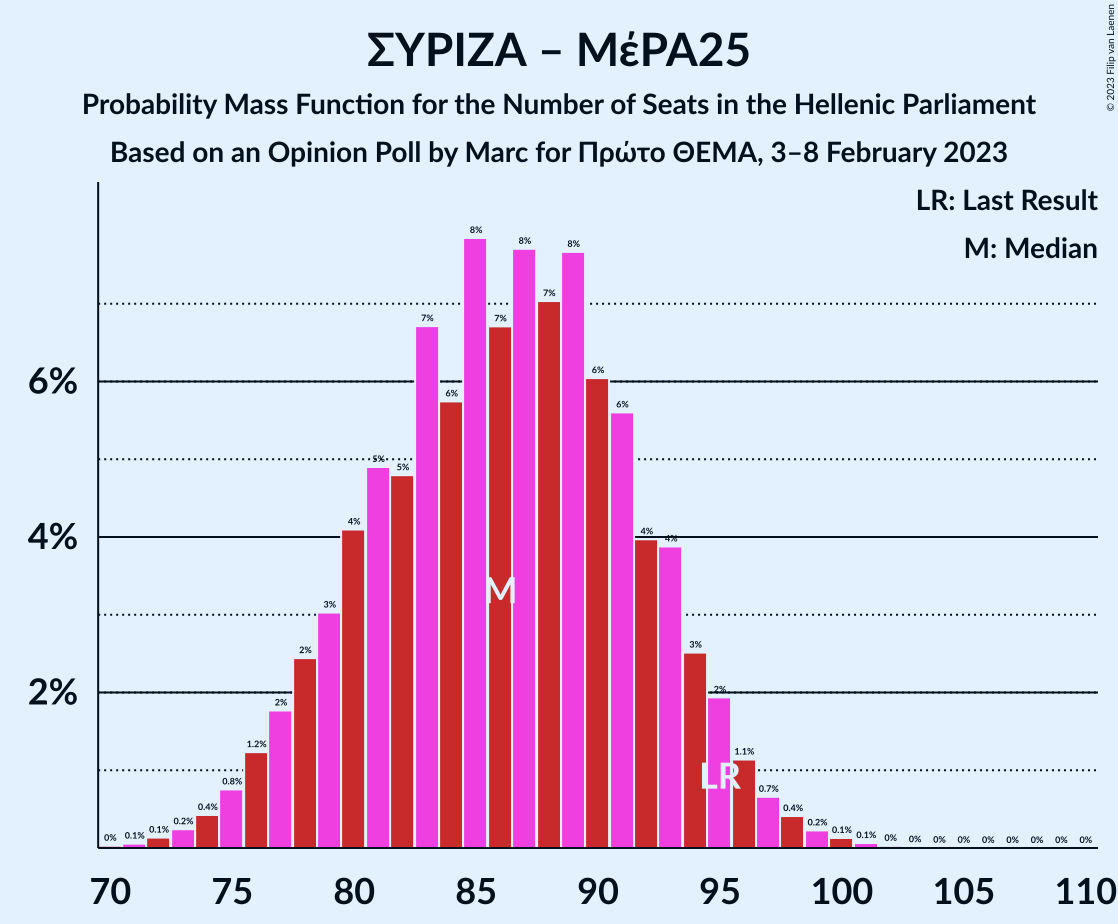 ΣΥΡΙΖΑ – ΜέΡΑ25
Probability Mass Function for the Number of Seats in the Hellenic Parliament
Based on an Opinion Poll by Marc for Πρώτο ΘΕΜΑ, 3–8 February 2023
© 2023 Filip van Laenen
LR: Last Result
M: Median
6%
4%
2%
0% 0.1% 0.1% 0.2% 0.4% 0.8% 1.2% 2% 2% 3% 4% 5% 5% 7% 6% 8% 7% 8% 7% 8% 6% 6% 4% 4% 3% 2% 1.1% 0.7% 0.4% 0.2% 0.1% 0.1% 0% 0% 0% 0% 0% 0% 0% 0% 0%
M
LR
70 75 80 85 90 95 100 105 110